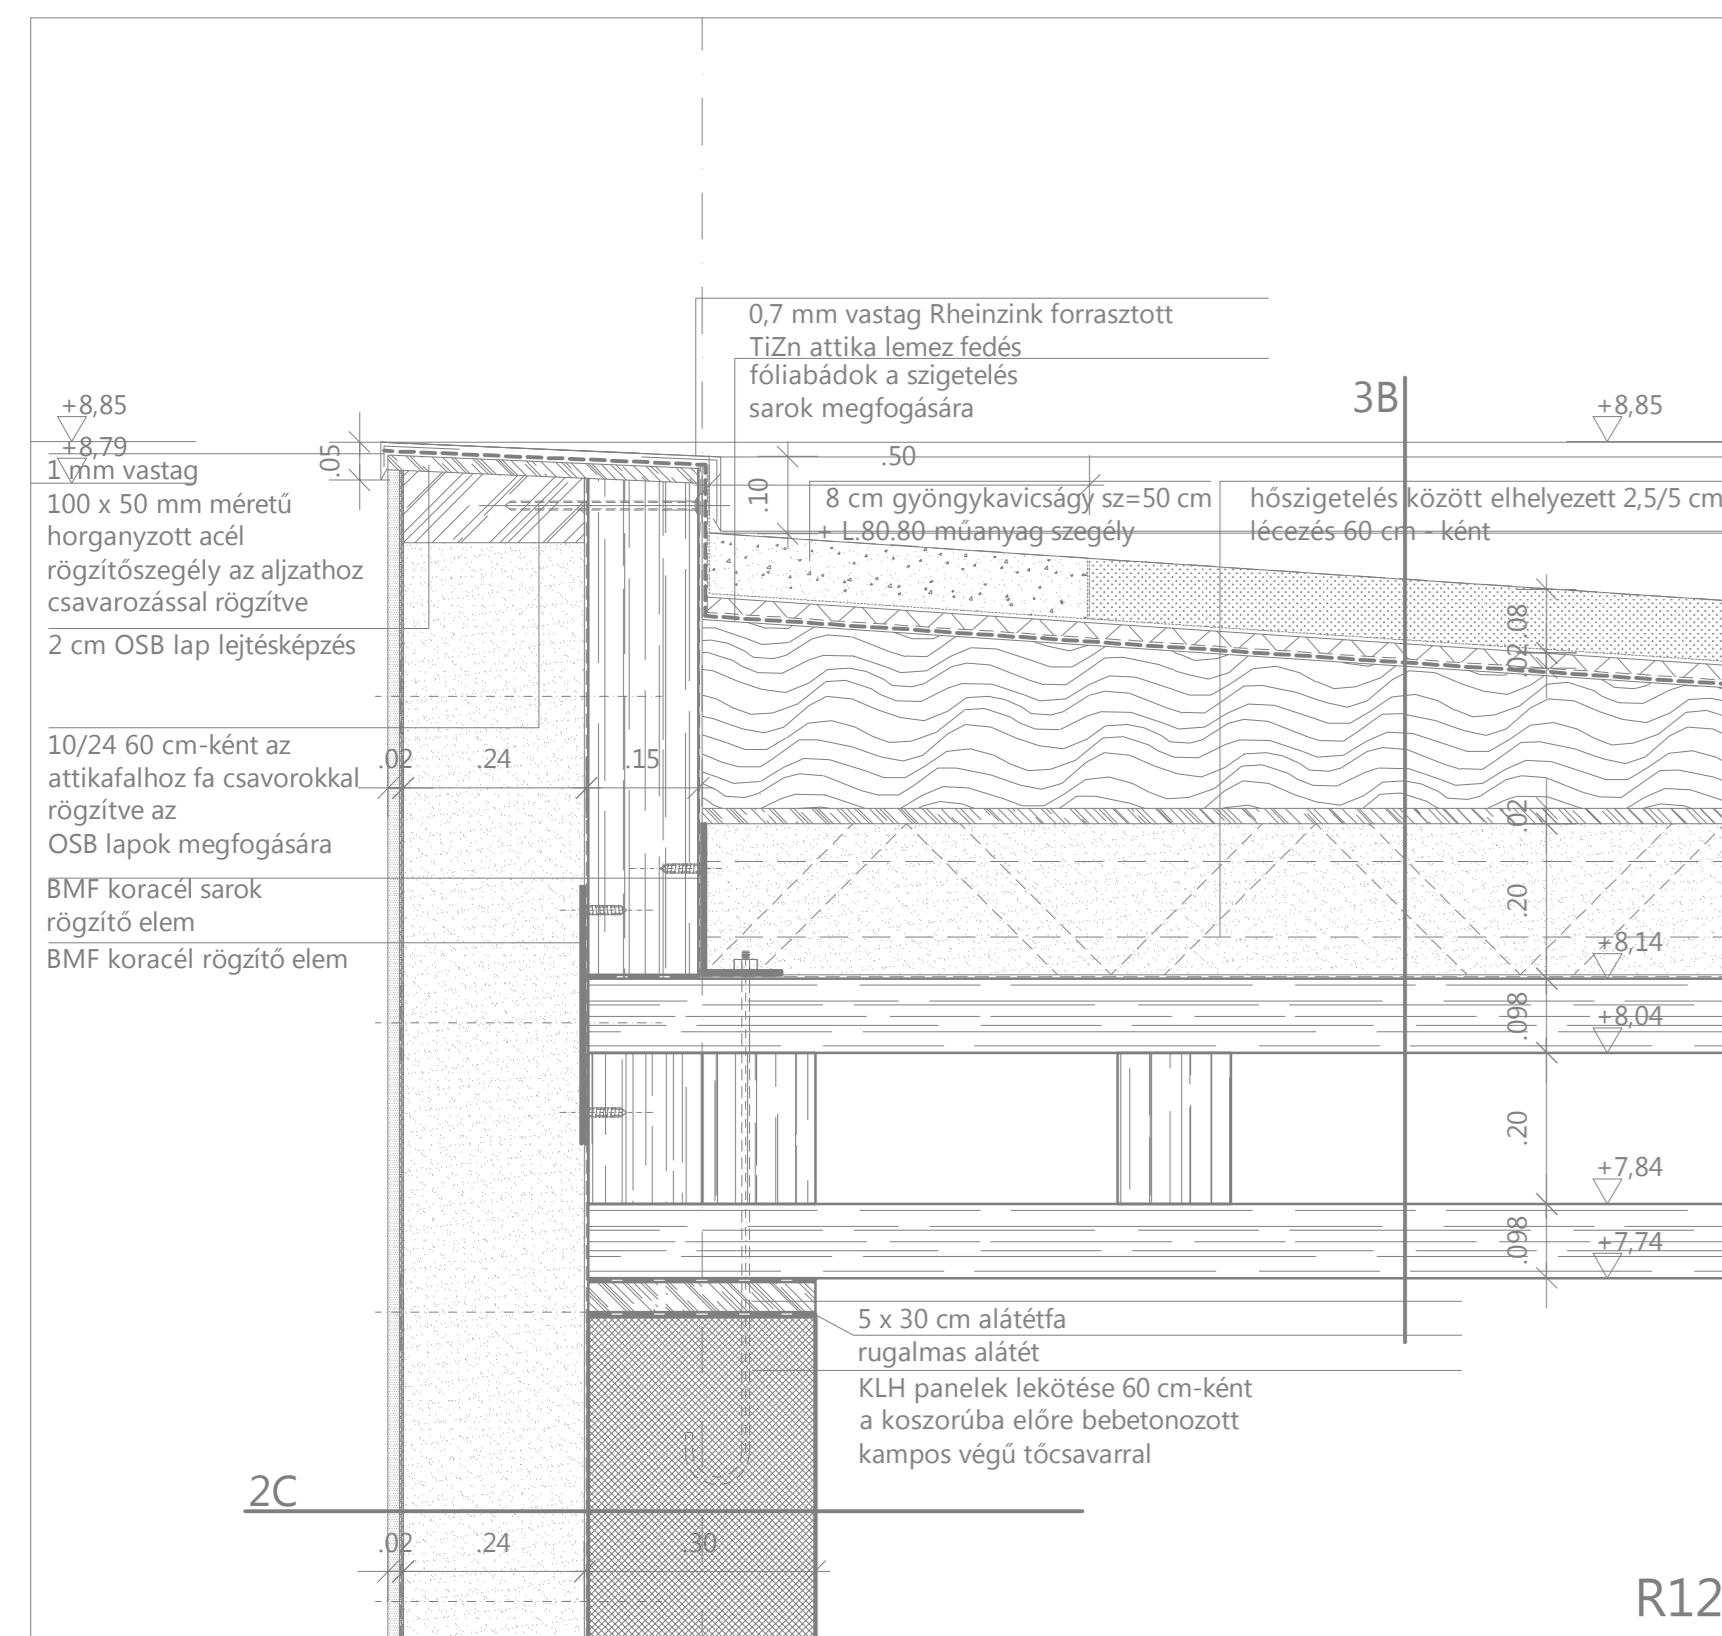 0,7 mm vastag Rheinzink forrasztott
TiZn attika lemez fedés
fóliabádok a szigetelés
sarok megfogására
3B
+8,85
+8,85
+8,79
.05
.50
.10
1 mm vastag
100 x 50 mm méretű
horganyzott acél
rögzítőszegély az aljzathoz
csavarozással rögzítve
2 cm OSB lap lejtésképzés
8 cm gyöngykavicságy sz=50 cm
+ L.80.80 műanyag szegély
hőszigetelés között elhelyezett 2,5/5 cm
lécezés 60 cm - ként
.08
.02
10/24 60 cm-ként az
attikafalhoz fa csavorokkal
rögzítve az
OSB lapok megfogására
.02
.24
.15
.02
BMF koracél sarok
rögzítő elem
BMF koracél rögzítő elem
.20
+8,14
.098
+8,04
.20
+7,84
.098
+7,74
5 x 30 cm alátétfa
rugalmas alátét
KLH panelek lekötése 60 cm-ként
a koszorúba előre bebetonozott
kampos végű tőcsavarral
2C
.02
.24
.30
R12